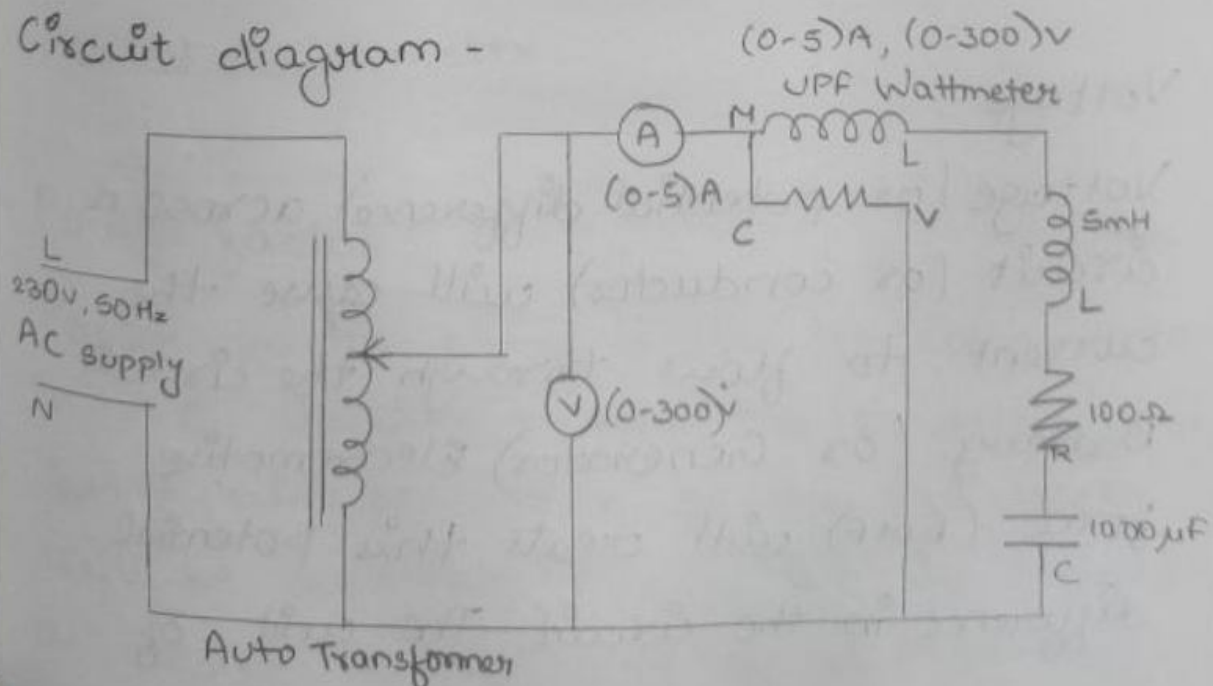 Circuit diagram -
(0-5)A, (0-300)V
UPF Wattmeter
A
M
L
(0-5)A
C
V
5mH
L
L
230V, 50Hz
AC Supply
N
V
(0-300)V
100Ω
R
1000μF
C
Auto Transformer